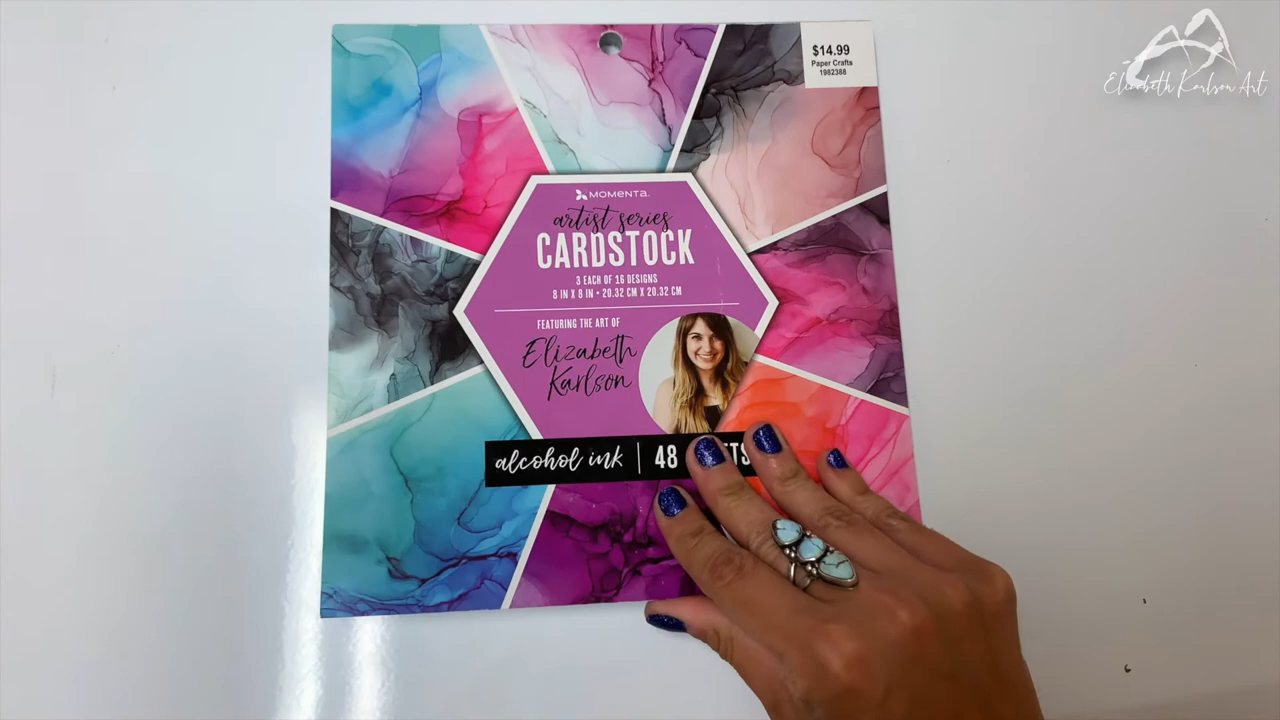 $14.99
Paper Crafts
1982388
Elizabeth Karlson Art
MOMENTA
artist series
CARDSTOCK
3 EACH OF 16 DESIGNS
8 IN X 8 IN • 20.32 CM X 20.32 CM
FEATURING THE ART OF
Elizabeth
Karlson
alcohol ink | 48